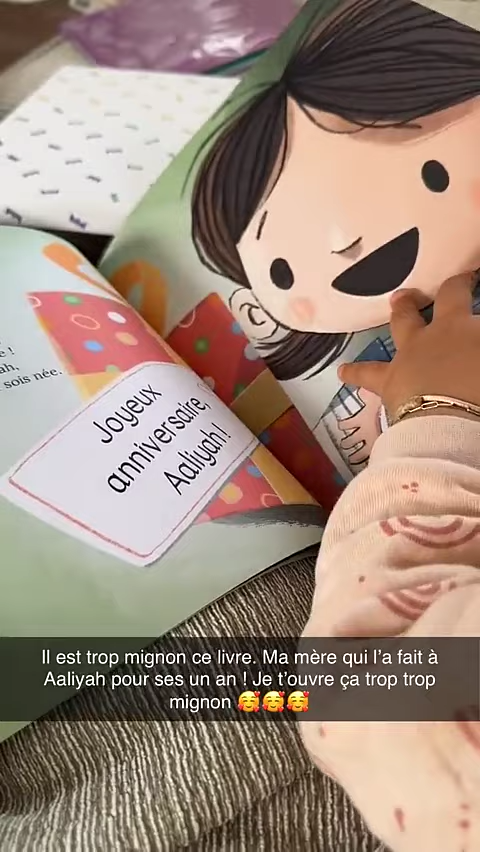 e !
ah,
sois née.
Joyeux
anniversaire,
Aaliyah !
Il est trop mignon ce livre. Ma mère qui l'a fait à
Aaliyah pour ses un an ! Je t'ouvre ça trop trop
mignon 🥰🥰🥰